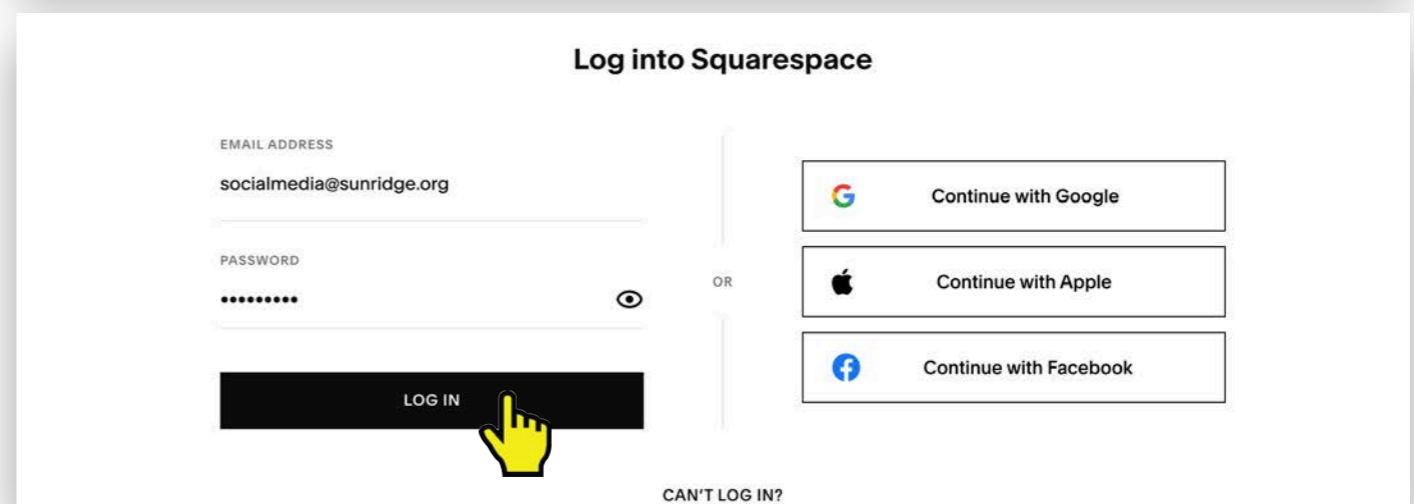 Log into Squarespace
EMAIL ADDRESS
socialmedia@sunridge.org
PASSWORD
•••••••••
LOG IN
OR
Continue with Google
Continue with Apple
Continue with Facebook
CAN'T LOG IN?